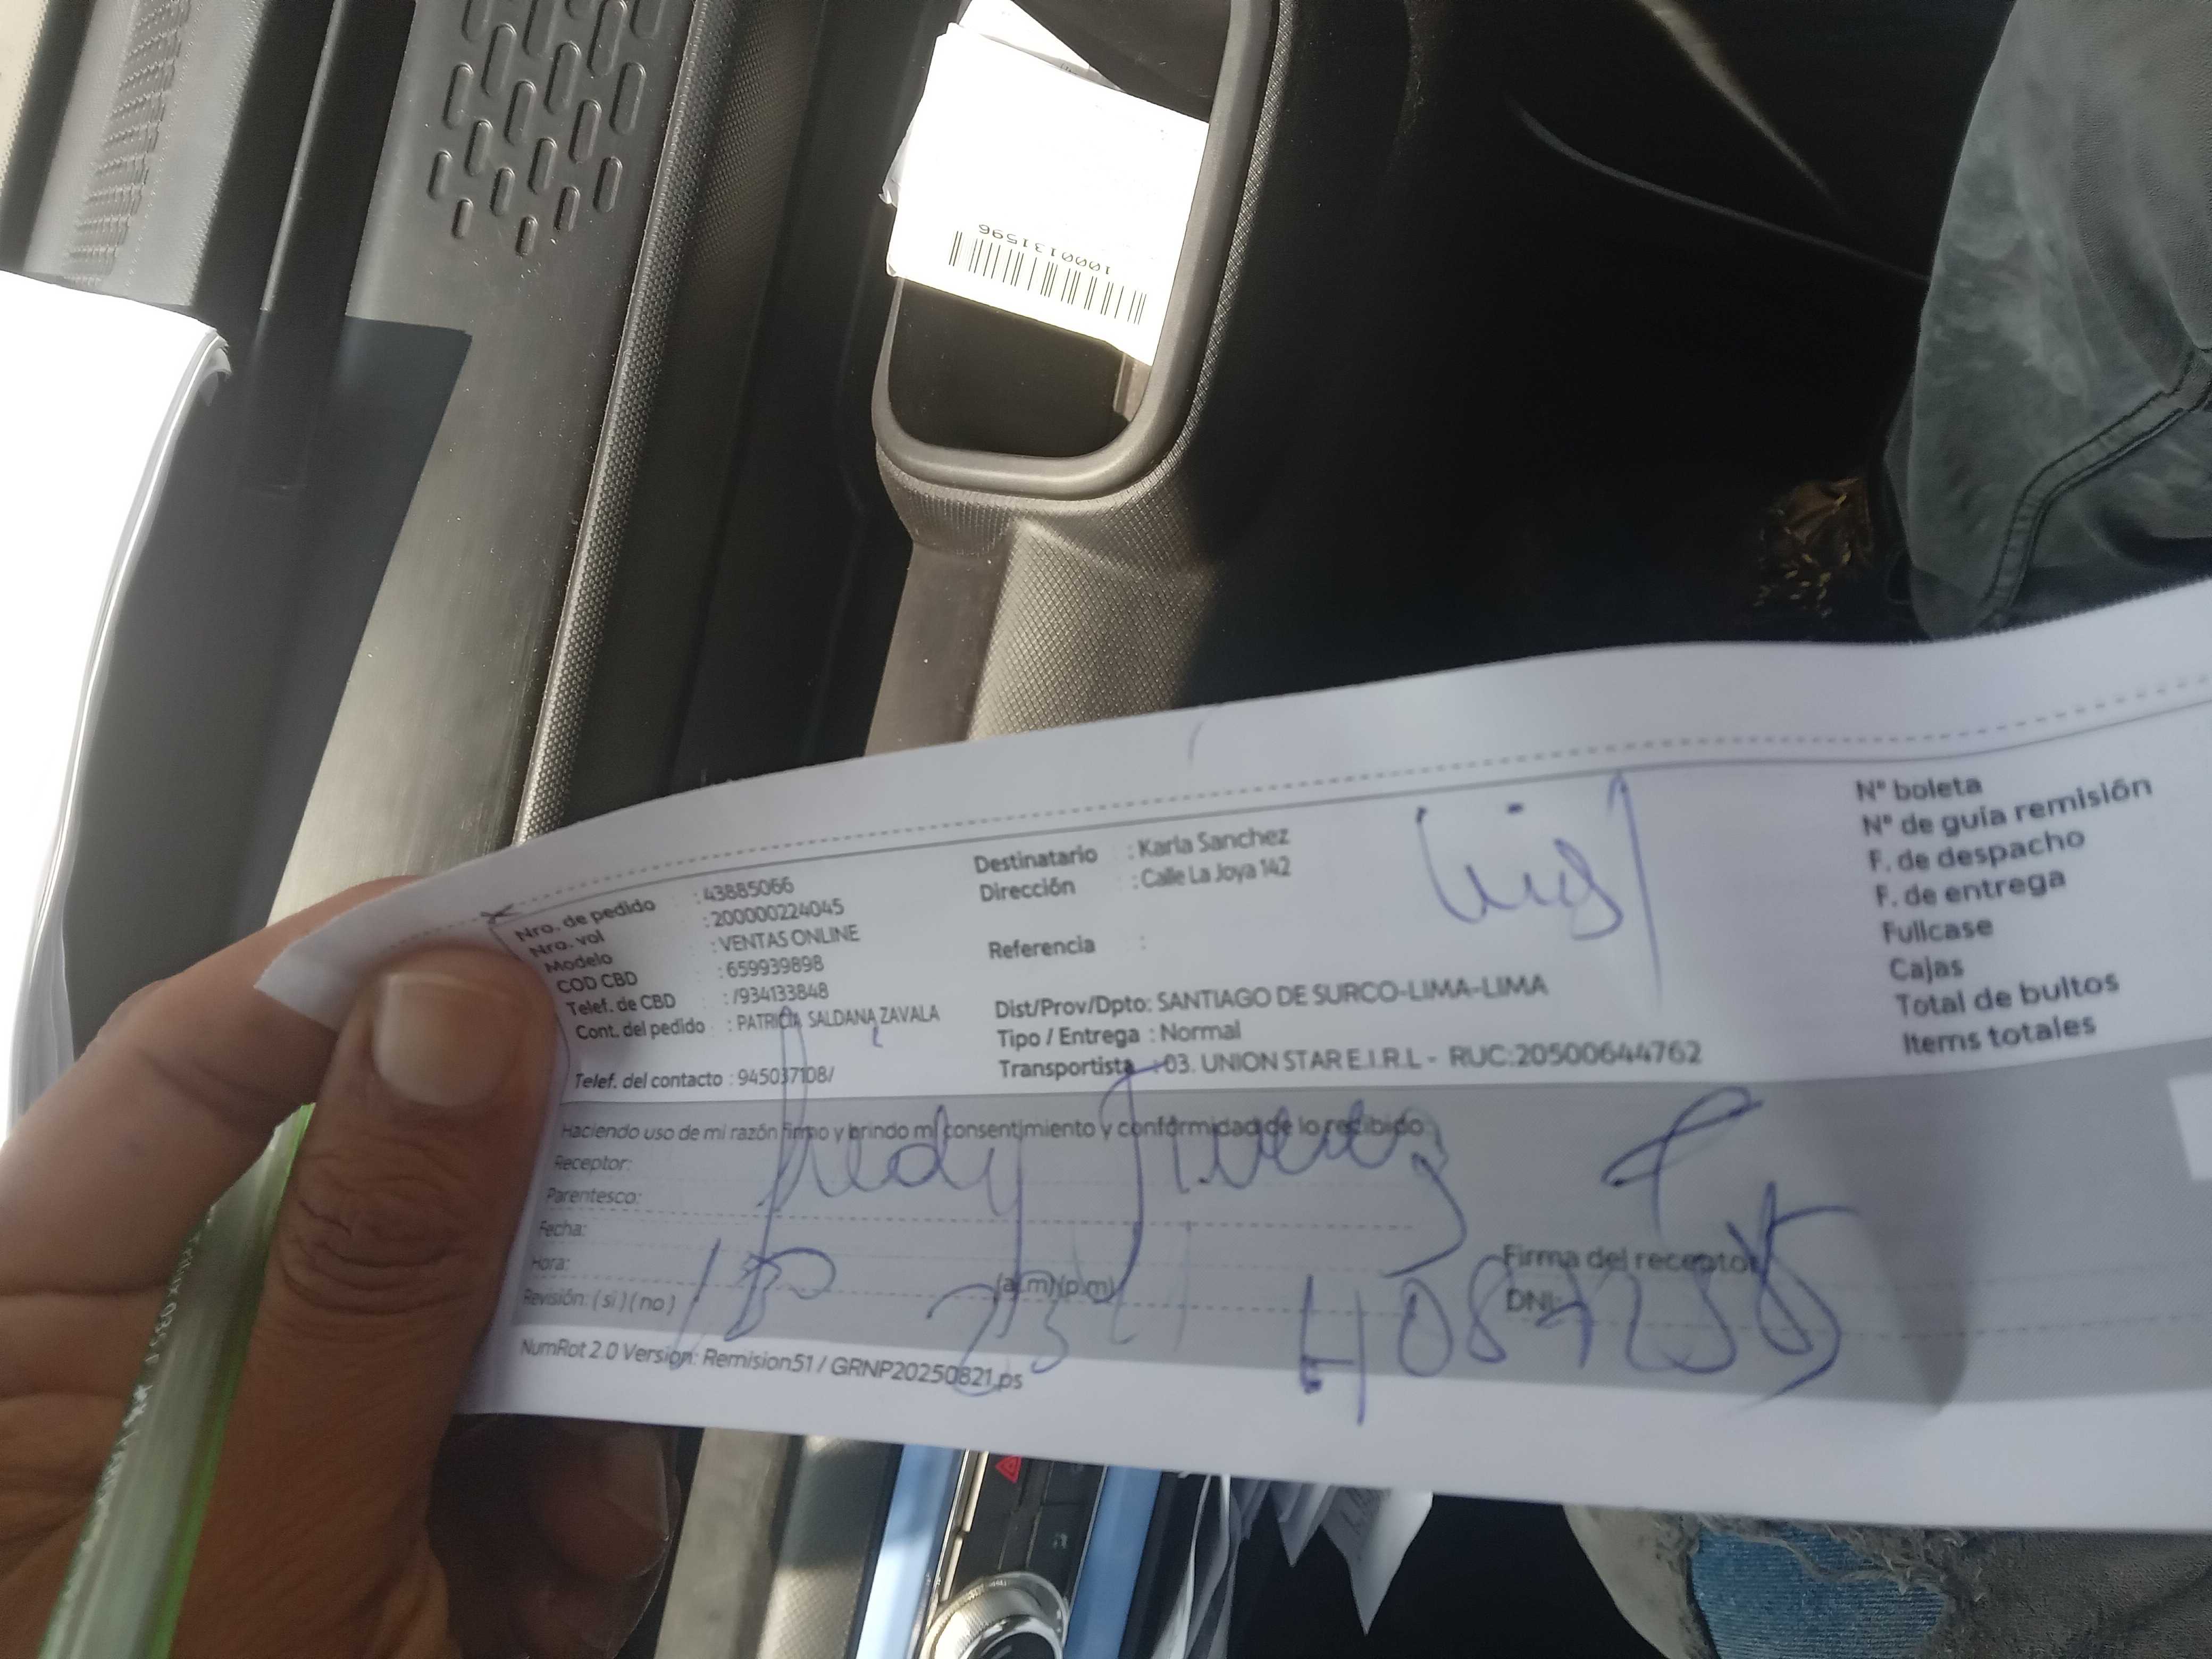 1000131596
Nro. de pedido : 43885066
Nro. vol : 200000224045
Modelo : VENTAS ONLINE
COD CBD : 659939898
Telef. de CBD : /934133848
Cont. del pedido : PATRICIA SALDANA ZAVALA
Telef. del contacto : 945037108/
Destinatario : Karla Sanchez
Dirección : Calle La Joya 142
Referencia :
Dist/Prov/Dpto: SANTIAGO DE SURCO-LIMA-LIMA
Tipo / Entrega : Normal
Transportista : 03. UNION STAR E.I.R.L - RUC:20500644762
N° boleta
N° de guía remisión
F. de despacho
F. de entrega
Fullcase
Cajas
Total de bultos
Items totales
Haciendo uso de mi razón firmo y brindo mi consentimiento y conformidad de lo recibido
Receptor:
Parentesco:
Fecha:
Hora: (a.m)(p.m)
Revisión: ( si ) ( no )
Firma del receptor
DNI:
NumRot 2.0 Version: Remision51 / GRNP20250821.ps